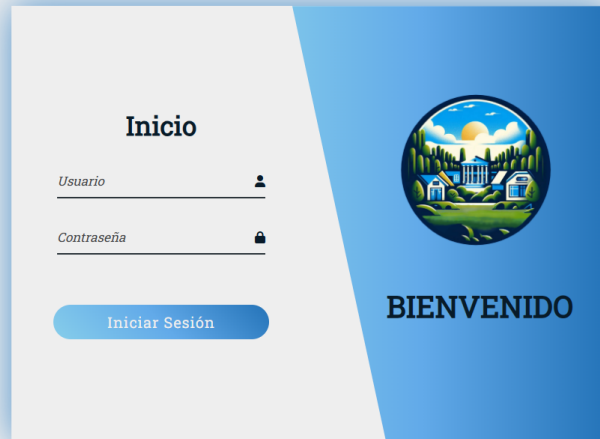 Inicio
Usuario
Contraseña
Iniciar Sesión
BIENVENIDO